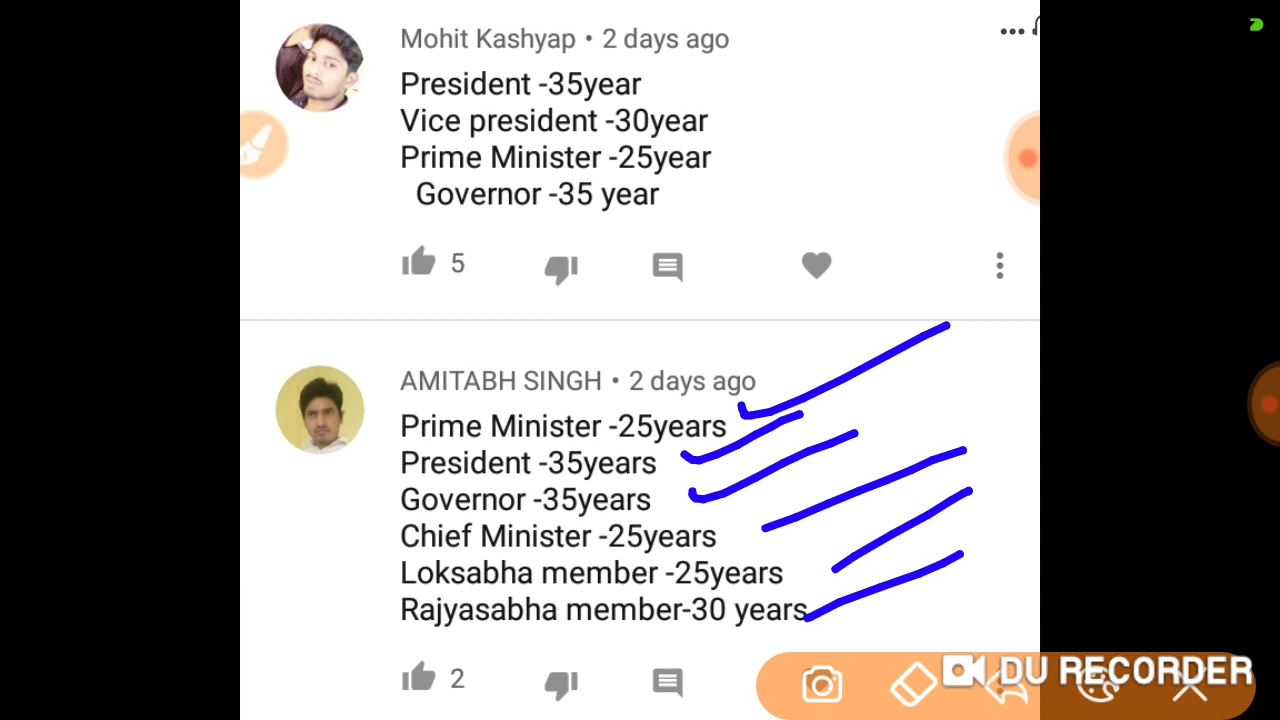 Mohit Kashyap • 2 days ago
President -35year
Vice president -30year
Prime Minister -25year
Governor -35 year
5
AMITABH SINGH • 2 days ago
Prime Minister -25years
President -35years
Governor -35years
Chief Minister -25years
Loksabha member -25years
Rajyasabha member-30 years
2
DU RECORDER